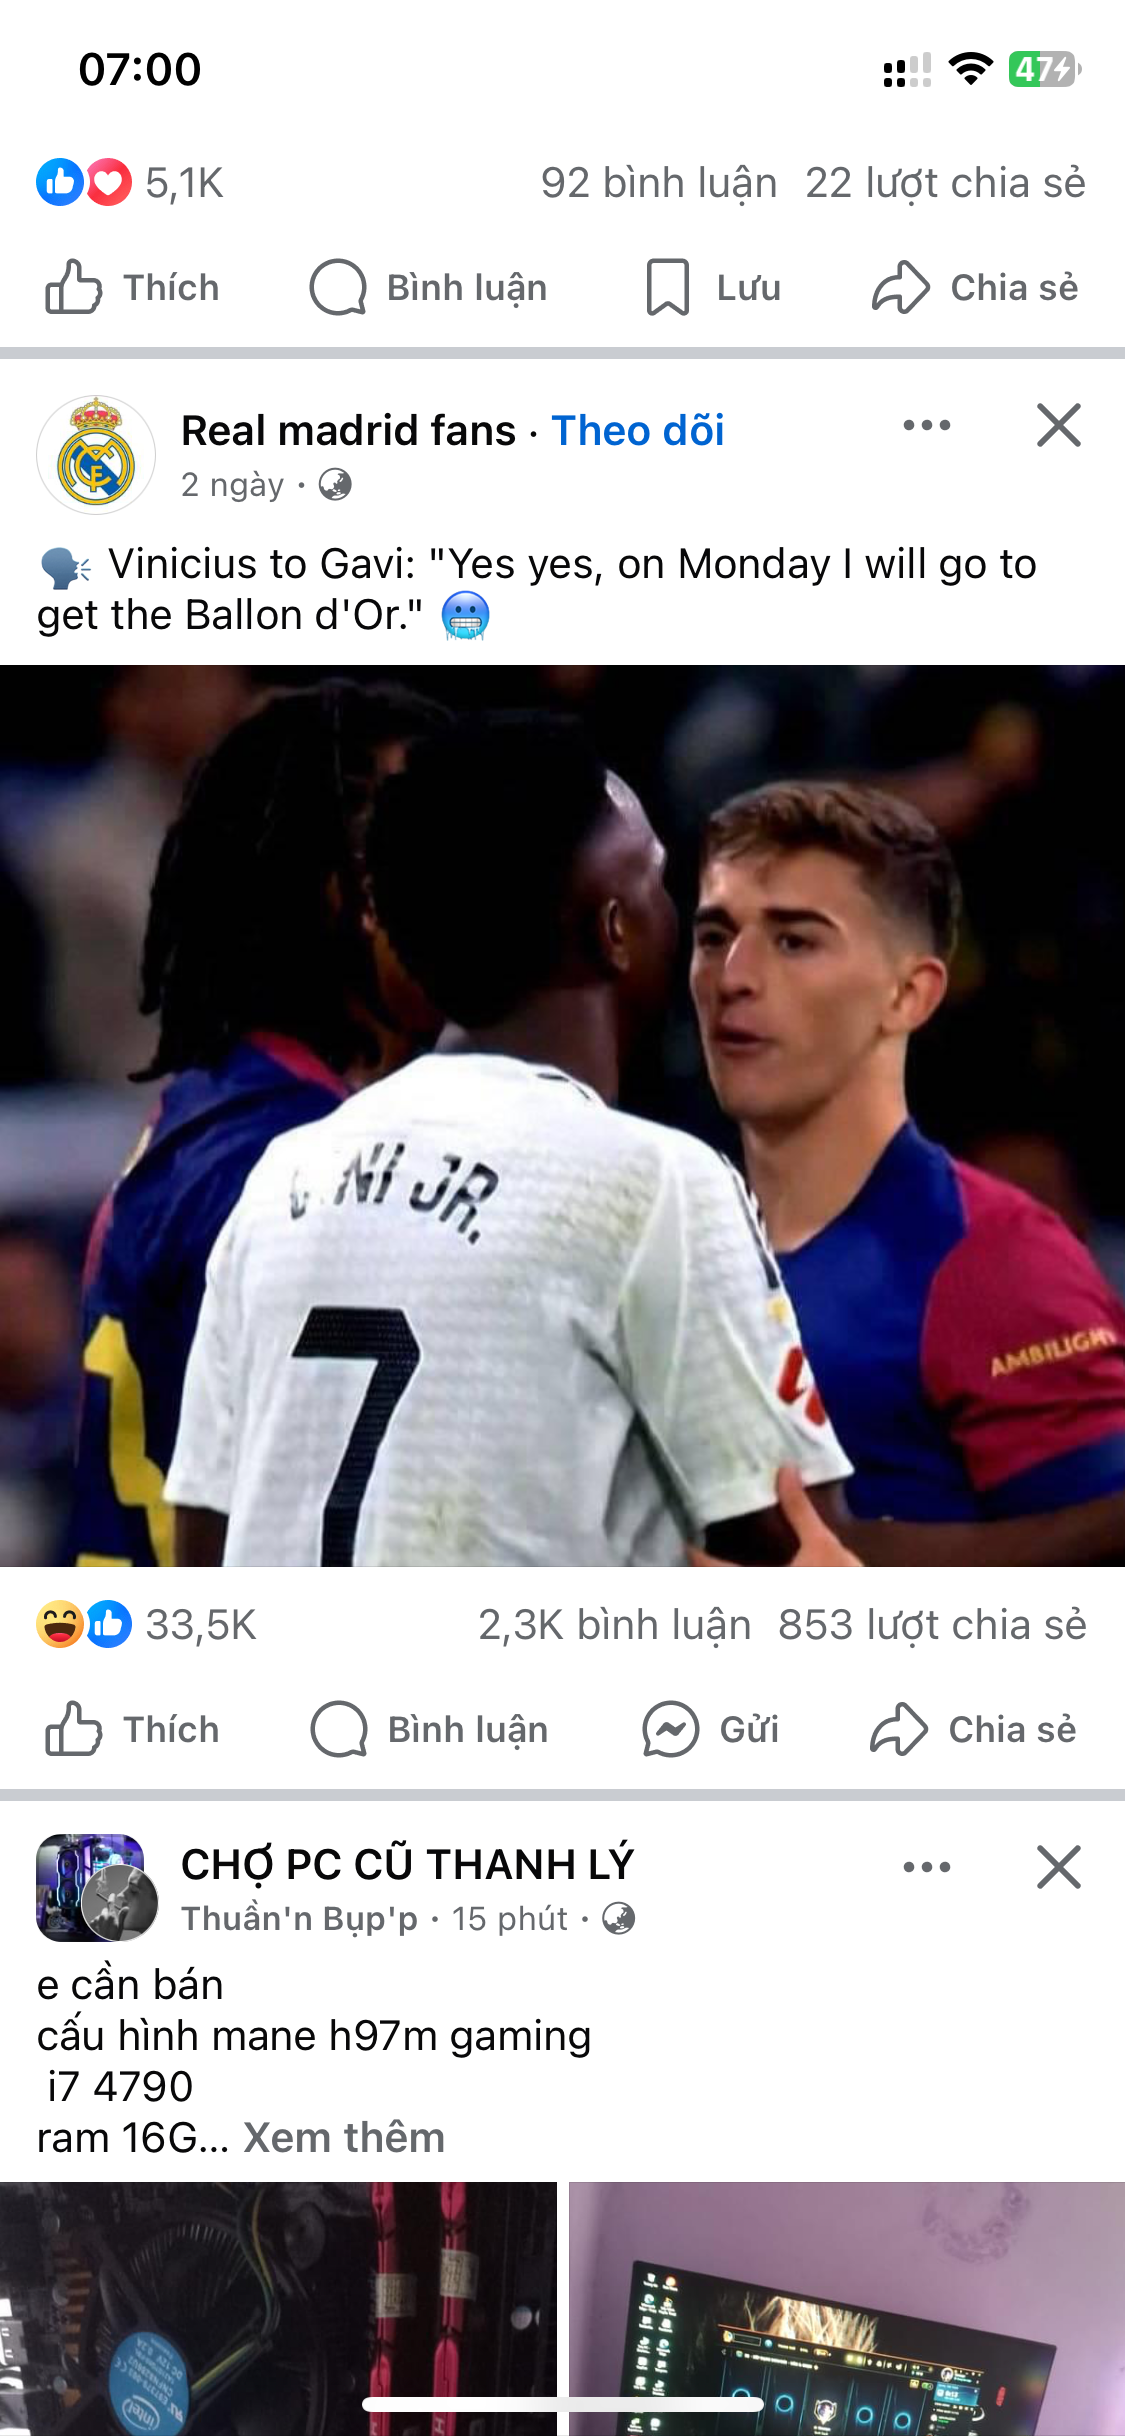 07:00
47
5,1K 92 bình luận 22 lượt chia sẻ
Thích Bình luận Lưu Chia sẻ
Real madrid fans · Theo dõi
2 ngày ·
Vinicius to Gavi: "Yes yes, on Monday I will go to
get the Ballon d'Or."
NI JR.
7
AMBILIGH
33,5K 2,3K bình luận 853 lượt chia sẻ
Thích Bình luận Gửi Chia sẻ
CHỢ PC CŨ THANH LÝ
Thuần'n Bụp'p · 15 phút ·
e cần bán
cấu hình mane h97m gaming
i7 4790
ram 16G... Xem thêm
intel